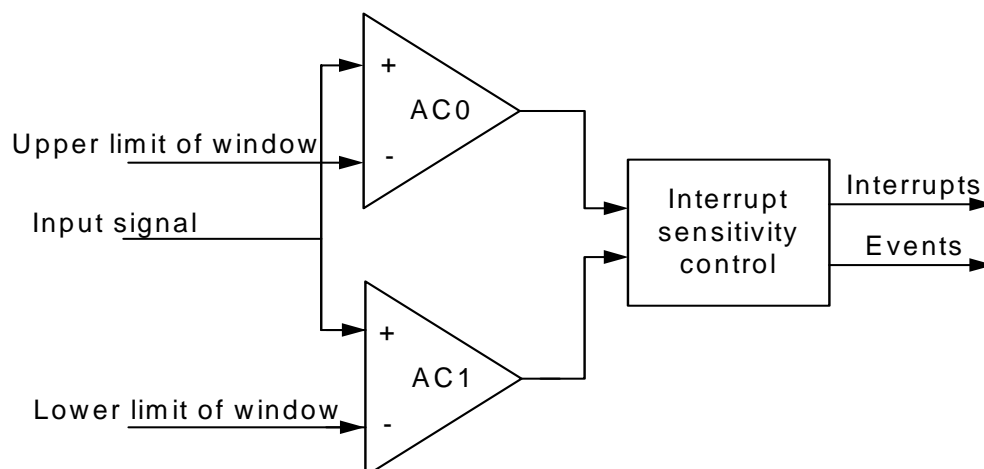 +
AC0
Upper limit of window
-
Input signal
Interrupt
sensitivity
control
Interrupts
Events
+
AC1
Lower limit of window
-